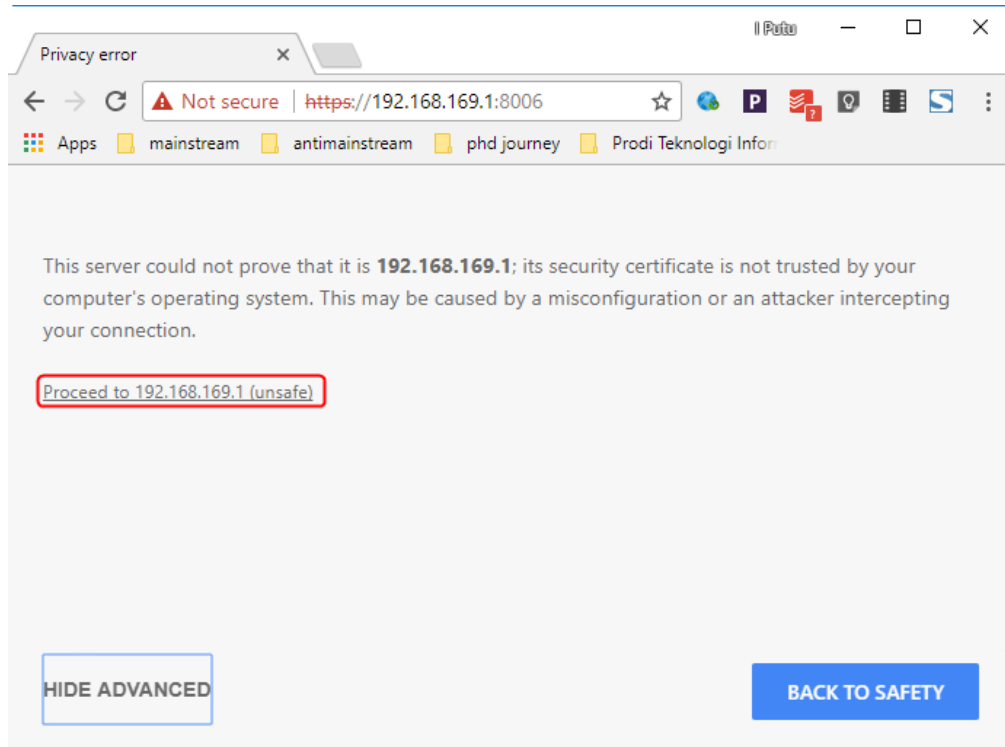 I Putu
Privacy error
Not secure https://192.168.169.1:8006
P
?
S
Apps mainstream antimainstream phd journey Prodi Teknologi Infor
This server could not prove that it is 192.168.169.1; its security certificate is not trusted by your
computer's operating system. This may be caused by a misconfiguration or an attacker intercepting
your connection.
Proceed to 192.168.169.1 (unsafe)
HIDE ADVANCED
BACK TO SAFETY